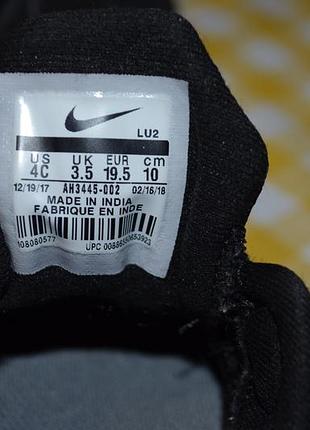 LU2
US UK EUR cm
4C 3.5 19.5 10
12/19/17 AH3445-002 02/16/18
MADE IN INDIA
FABRIQUE EN INDE
UPC